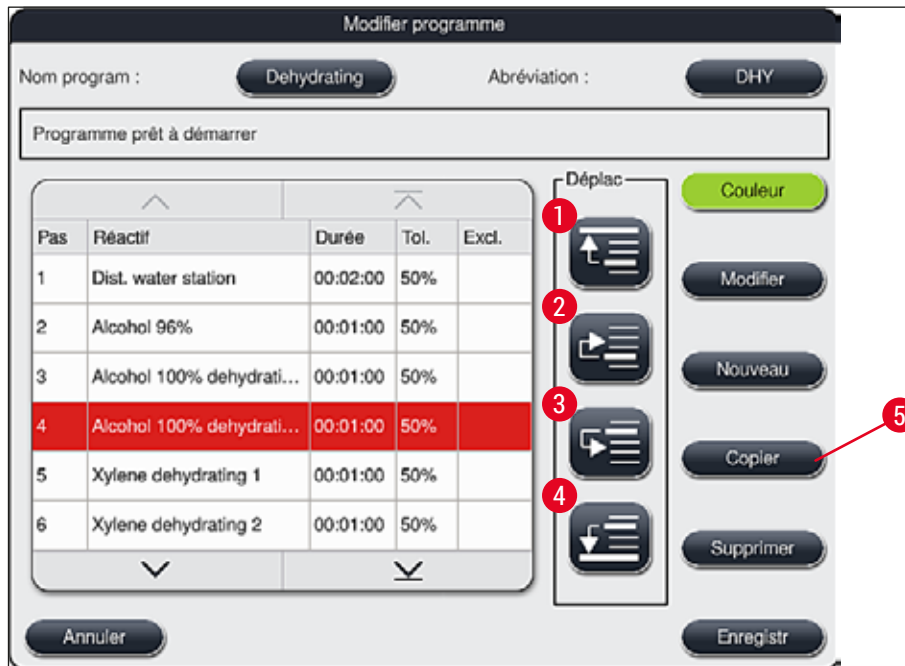 Modifier programme
Nom program : Dehydrating Abréviation : DHY
Programme prêt à démarrer
Déplac
Couleur
Pas Réactif Durée Tol. Excl.
1
1 Dist. water station 00:02:00 50%
Modifier
2
2 Alcohol 96% 00:01:00 50%
3 Alcohol 100% dehydrati... 00:01:00 50%
Nouveau
3
4 Alcohol 100% dehydrati... 00:01:00 50%
5
Copier
5 Xylene dehydrating 1 00:01:00 50%
4
6 Xylene dehydrating 2 00:01:00 50%
Supprimer
Annuler Enregistr